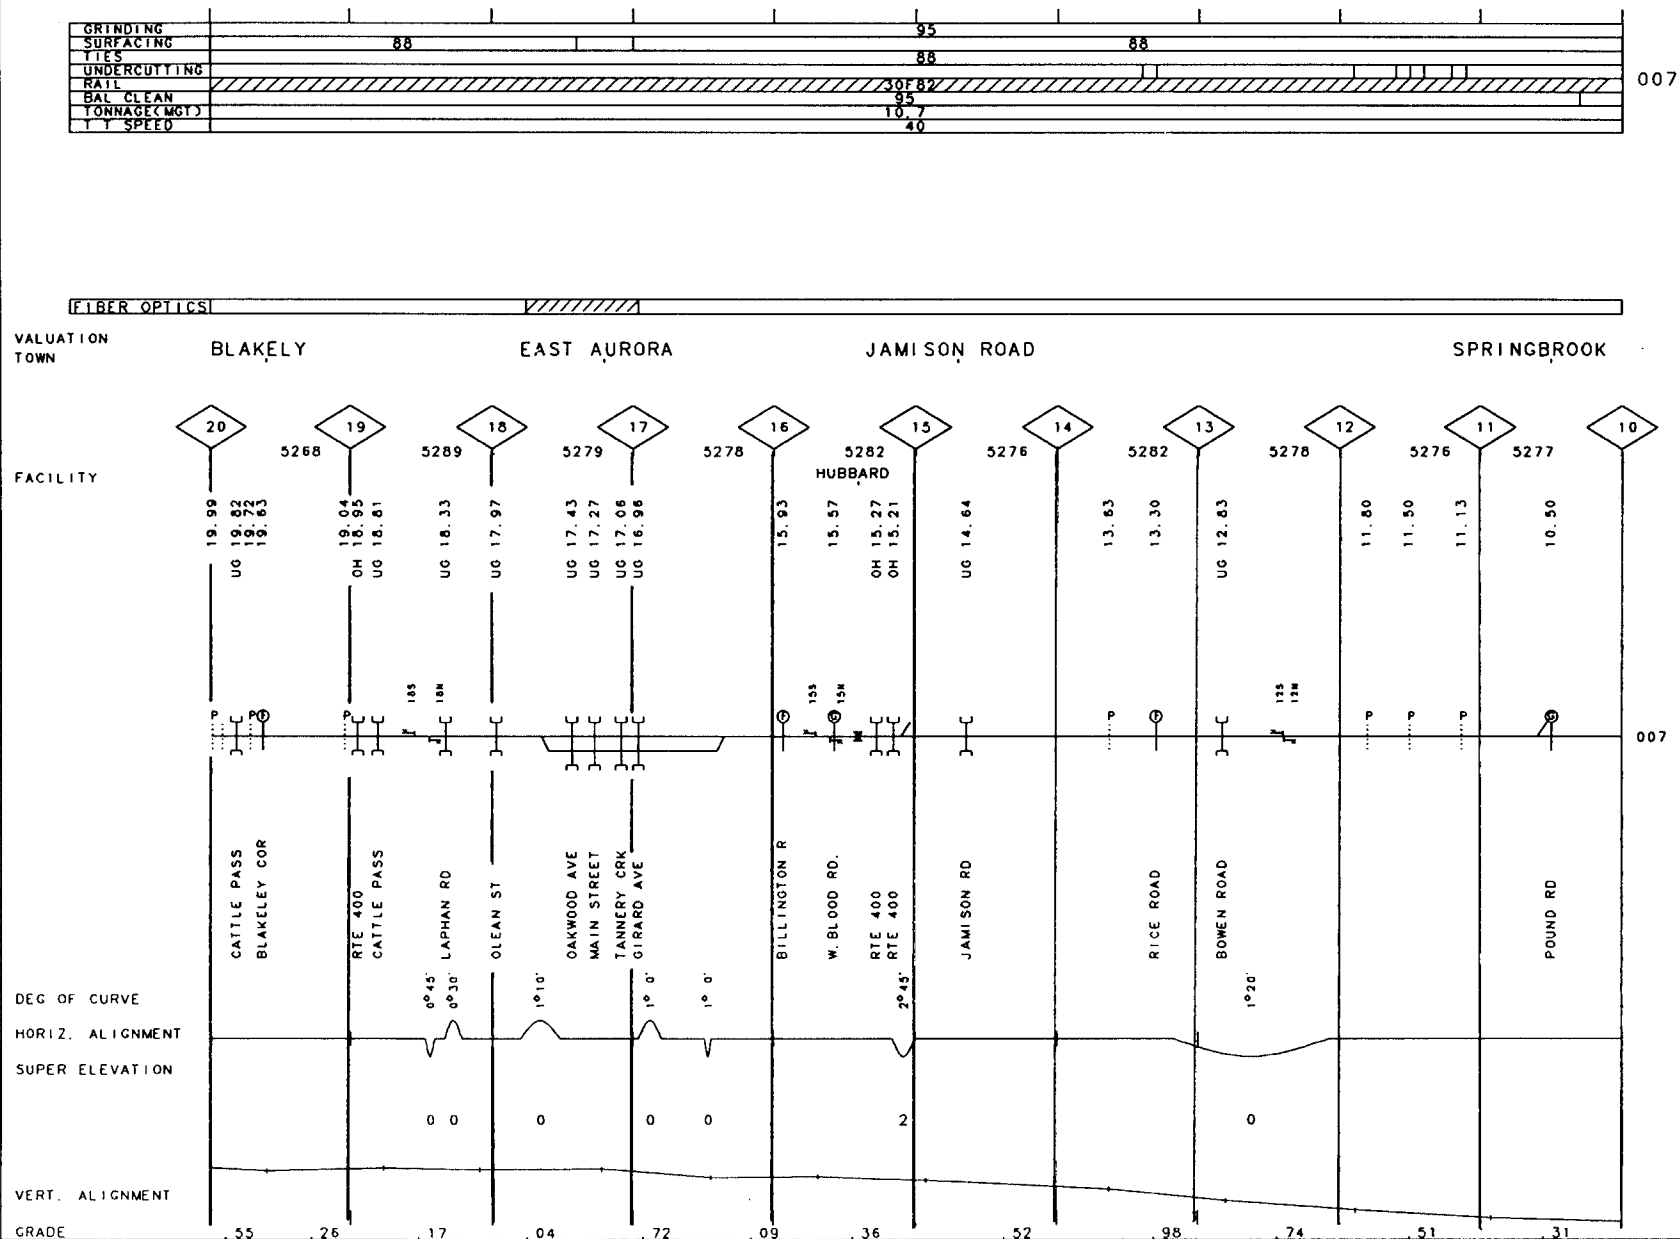 GRINDING 95
SURFACING 88 88
TIES 88
UNDERCUTTING
RAIL 30F82 007
BAL CLEAN 95
TONNAGE(MGT) 10.7
T T SPEED 40
FIBER OPTICS
VALUATION
TOWN
BLAKELY EAST AURORA JAMISON ROAD SPRINGBROOK
20 19 18 17 16 15 14 13 12 11 10
5268 5289 5279 5278 5282 5276 5282 5278 5276 5277
FACILITY
HUBBARD
19.99
UG 19.82
19.72
19.63
19.04
OH 18.95
UG 18.81
UG 18.33
UG 17.97
UG 17.43
UG 17.27
UG 17.06
UG 16.96
15.93
15.57
OH 15.27
OH 15.21
UG 14.64
13.63
13.30
UG 12.83
11.80
11.50
11.13
10.50
18S 18N 15S 15N 12S 12N
P P F P F G P F P P P G
007
CATTLE PASS
BLAKELEY COR
RTE 400
CATTLE PASS
LAPHAN RD
OLEAN ST
OAKWOOD AVE
MAIN STREET
TANNERY CRK
GIRARD AVE
BILLINGTON R
W. BLOOD RD.
RTE 400
RTE 400
JAMISON RD
RICE ROAD
BOWEN ROAD
POUND RD
DEG OF CURVE 0°45' 0°30' 1°10' 1° 0' 1° 0' 2°45' 1°20'
HORIZ. ALIGNMENT
SUPER ELEVATION
0 0 0 0 0 2 0
VERT. ALIGNMENT
GRADE .55 .26 .17 .04 .72 .09 .36 .52 .98 .74 .51 .31